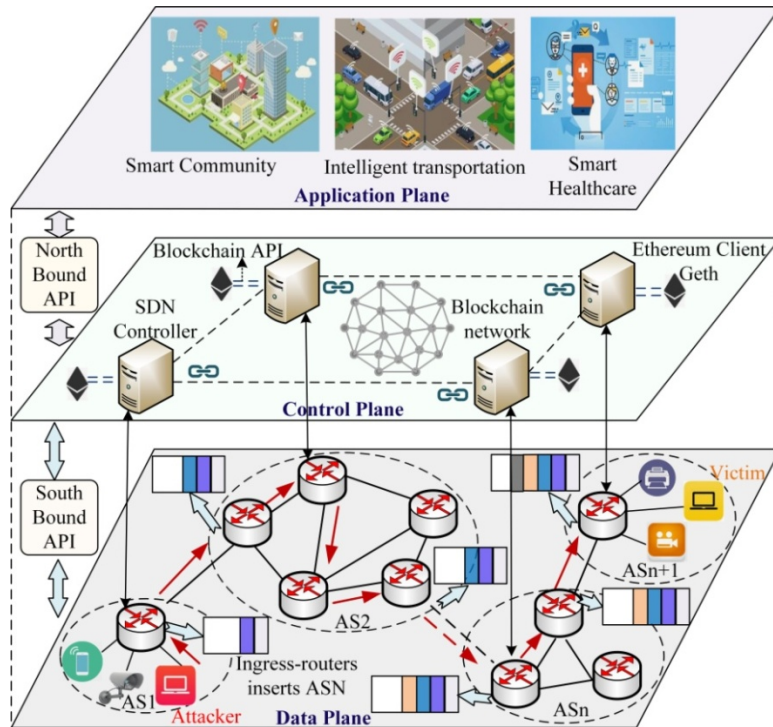 Smart Community
Intelligent transportation
Smart
Healthcare
Application Plane
North
Bound
API
Blockchain API
Ethereum Client
Geth
SDN
Controller
Blockchain
network
Control Plane
South
Bound
API
Victim
ASn+1
AS2
AS1
Attacker
Ingress-routers
inserts ASN
ASn
Data Plane